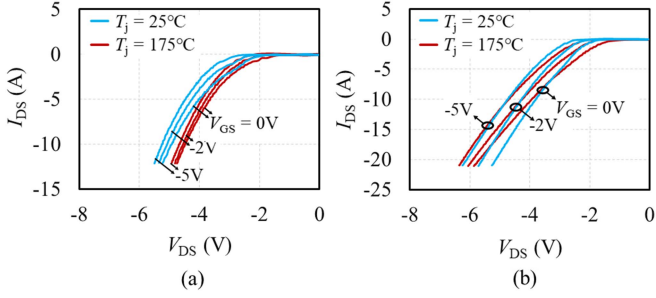 5
0
-5
-10
-15
I_DS (A)
T_j = 25°C
T_j = 175°C
V_GS = 0V
-2V
-5V
-8 -6 -4 -2 0
V_DS (V)
(a)
5
0
-5
-10
-15
-20
-25
I_DS (A)
T_j = 25°C
T_j = 175°C
V_GS = 0V
-2V
-5V
-8 -6 -4 -2 0
V_DS (V)
(b)